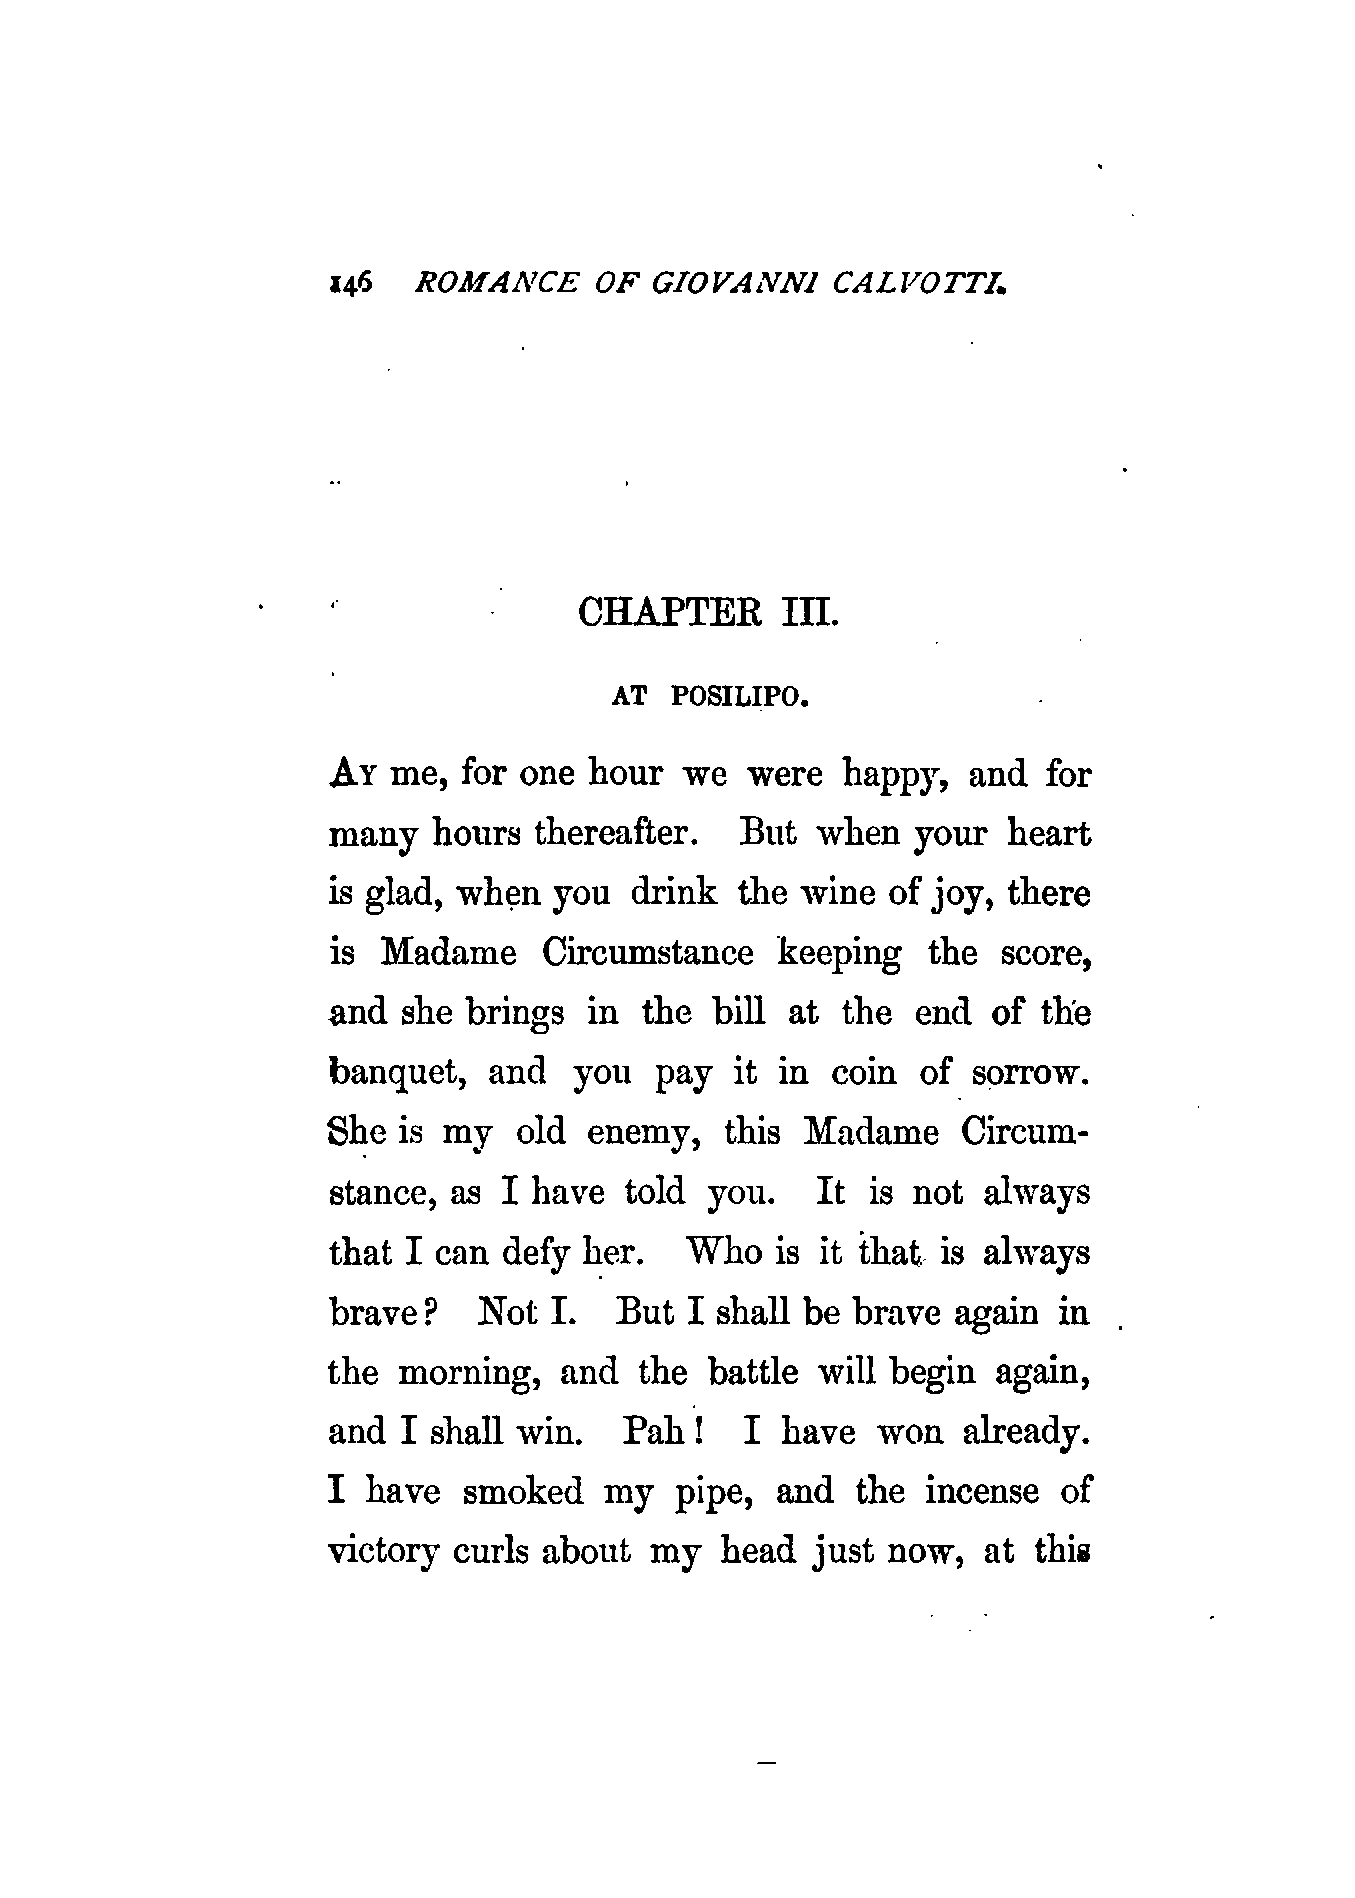 146 ROMANCE OF GIOVANNI CALVOTTI.
CHAPTER III.
AT POSILIPO.
AY me, for one hour we were happy, and for
many hours thereafter. But when your heart
is glad, when you drink the wine of joy, there
is Madame Circumstance keeping the score,
and she brings in the bill at the end of the
banquet, and you pay it in coin of sorrow.
She is my old enemy, this Madame Circum-
stance, as I have told you. It is not always
that I can defy her. Who is it that is always
brave? Not I. But I shall be brave again in
the morning, and the battle will begin again,
and I shall win. Pah! I have won already.
I have smoked my pipe, and the incense of
victory curls about my head just now, at this